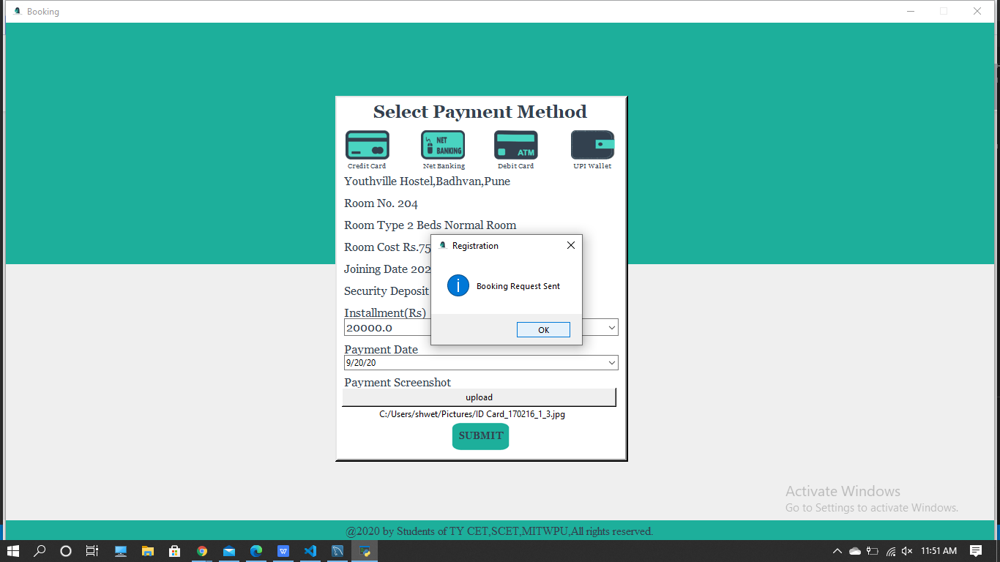 Booking
Select Payment Method
NET BANKING
ATM
Credit Card
Net Banking
Debit Card
UPI Wallet
Youthville Hostel,Badhvan,Pune
Room No. 204
Room Type 2 Beds Normal Room
Room Cost Rs.75
Joining Date 202
Security Deposit
Installment(Rs)
20000.0
Registration
Booking Request Sent
OK
Payment Date
9/20/20
Payment Screenshot
upload
C:/Users/shwet/Pictures/ID Card_170216_1_3.jpg
SUBMIT
Activate Windows
Go to Settings to activate Windows.
@2020 by Students of TY CET,SCET,MITWPU,All rights reserved.
11:51 AM